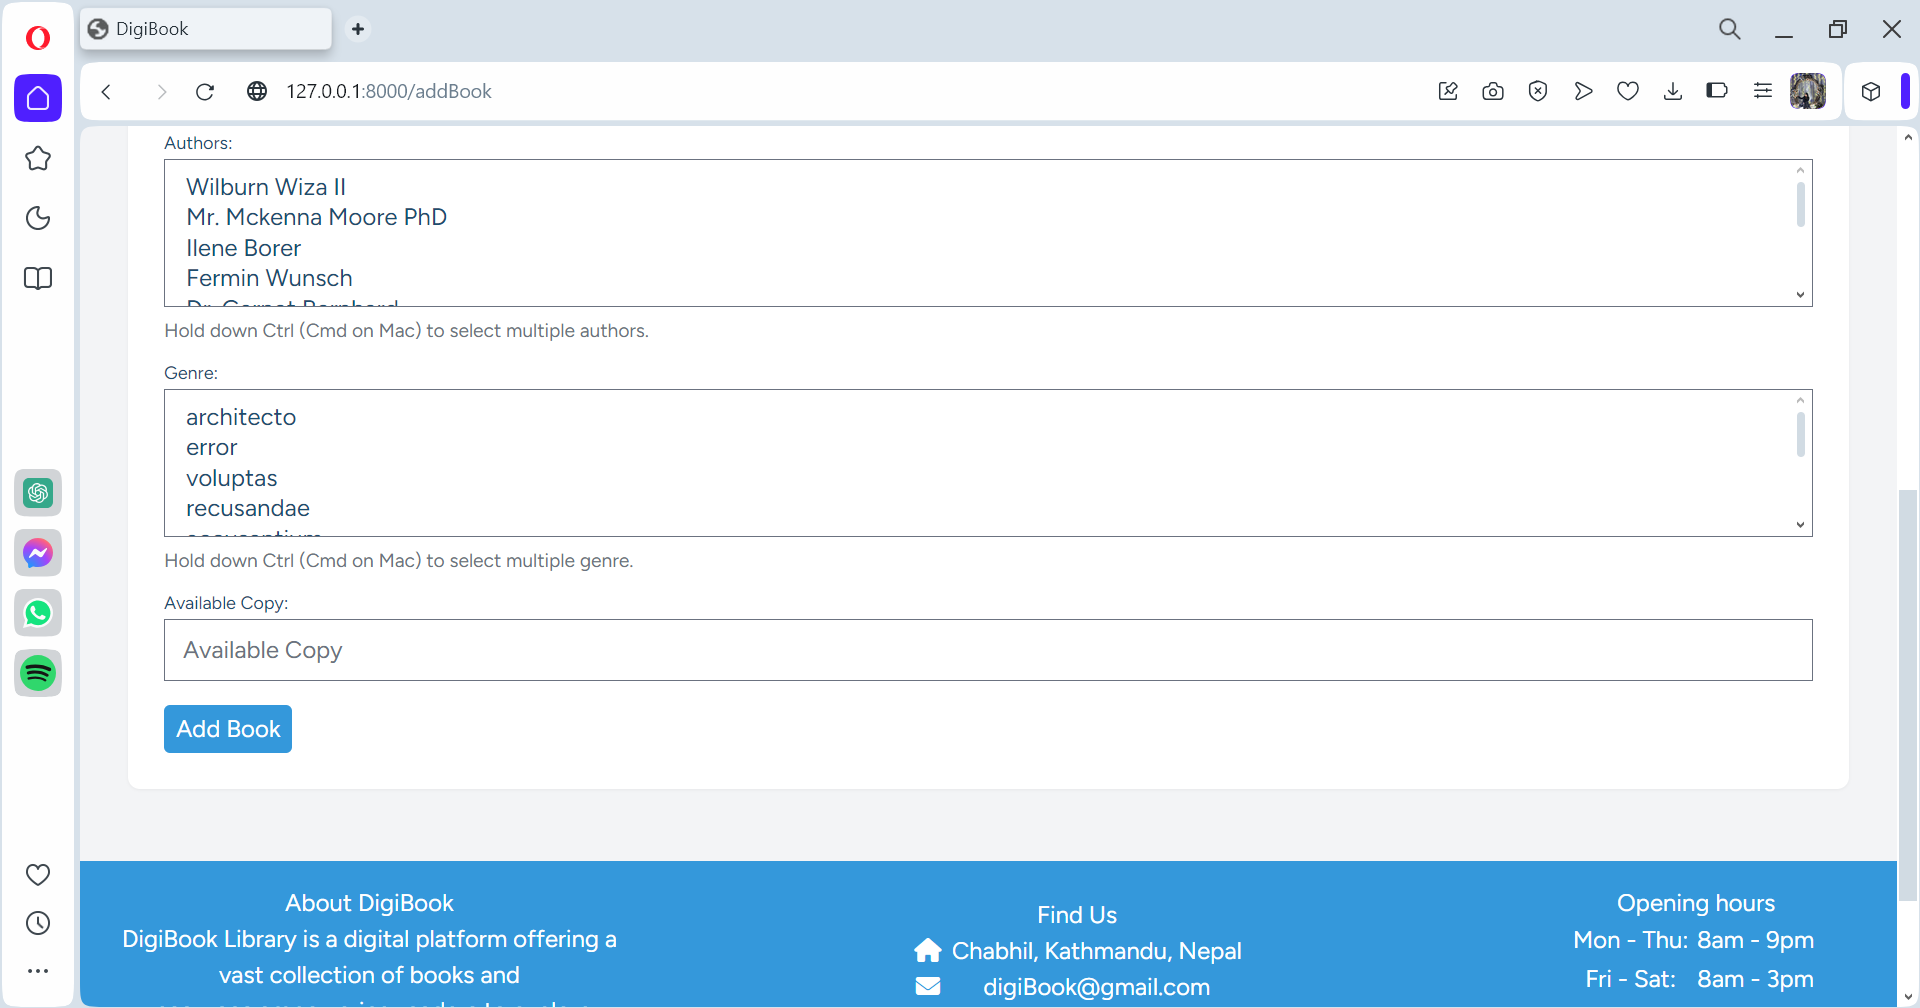 DigiBook
127.0.0.1:8000/addBook
Authors:
Wilburn Wiza II
Mr. Mckenna Moore PhD
Ilene Borer
Fermin Wunsch
Hold down Ctrl (Cmd on Mac) to select multiple authors.
Genre:
architecto
error
voluptas
recusandae
Hold down Ctrl (Cmd on Mac) to select multiple genre.
Available Copy:
Available Copy
Add Book
About DigiBook
DigiBook Library is a digital platform offering a
vast collection of books and
Find Us
Chabhil, Kathmandu, Nepal
digiBook@gmail.com
Opening hours
Mon - Thu: 8am - 9pm
Fri - Sat: 8am - 3pm